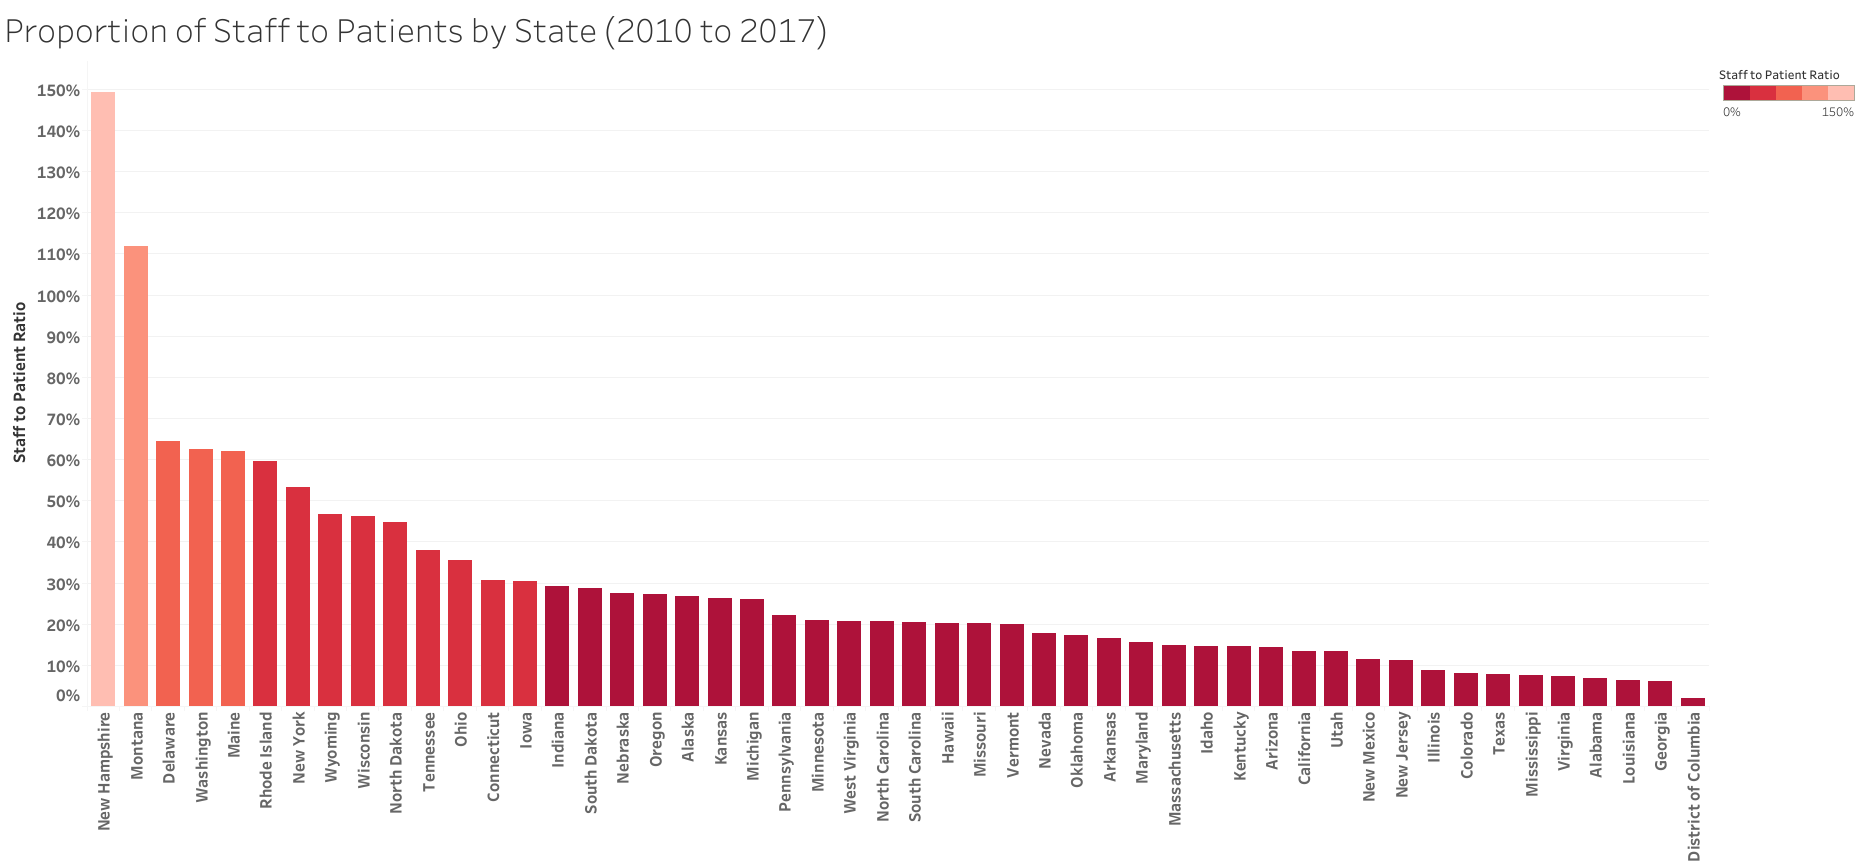 Proportion of Staff to Patients by State (2010 to 2017)
Staff to Patient Ratio
0%
150%
Staff to Patient Ratio
150%
140%
130%
120%
110%
100%
90%
80%
70%
60%
50%
40%
30%
20%
10%
0%
New Hampshire
Montana
Delaware
Washington
Maine
Rhode Island
New York
Wyoming
Wisconsin
North Dakota
Tennessee
Ohio
Connecticut
Iowa
Indiana
South Dakota
Nebraska
Oregon
Alaska
Kansas
Michigan
Pennsylvania
Minnesota
West Virginia
North Carolina
South Carolina
Hawaii
Missouri
Vermont
Nevada
Oklahoma
Arkansas
Maryland
Massachusetts
Idaho
Kentucky
Arizona
California
Utah
New Mexico
New Jersey
Illinois
Colorado
Texas
Mississippi
Virginia
Alabama
Louisiana
Georgia
District of Columbia